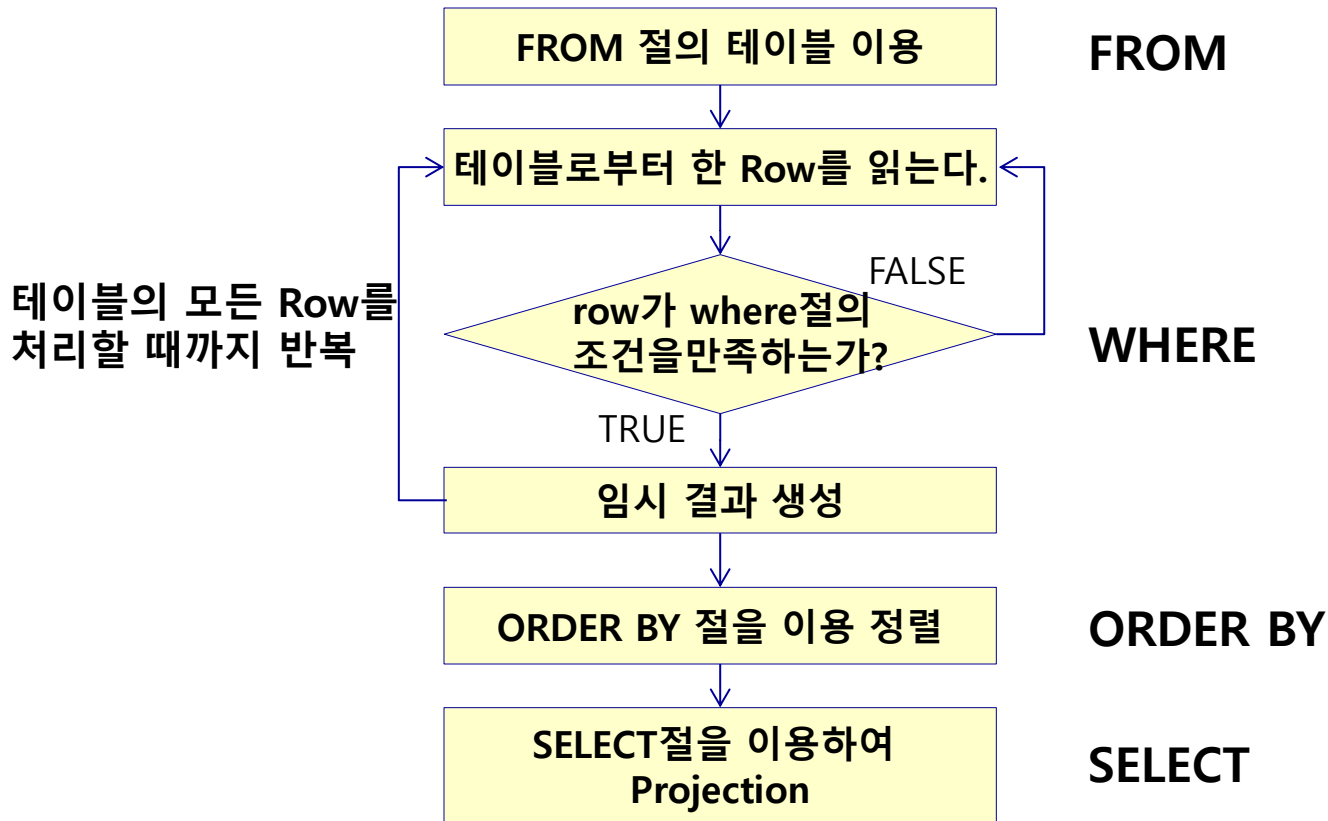 FROM 절의 테이블 이용
FROM
테이블로부터 한 Row를 읽는다.
FALSE
테이블의 모든 Row를
처리할 때까지 반복
row가 where절의
조건을만족하는가?
WHERE
TRUE
임시 결과 생성
ORDER BY 절을 이용 정렬
ORDER BY
SELECT절을 이용하여
Projection
SELECT